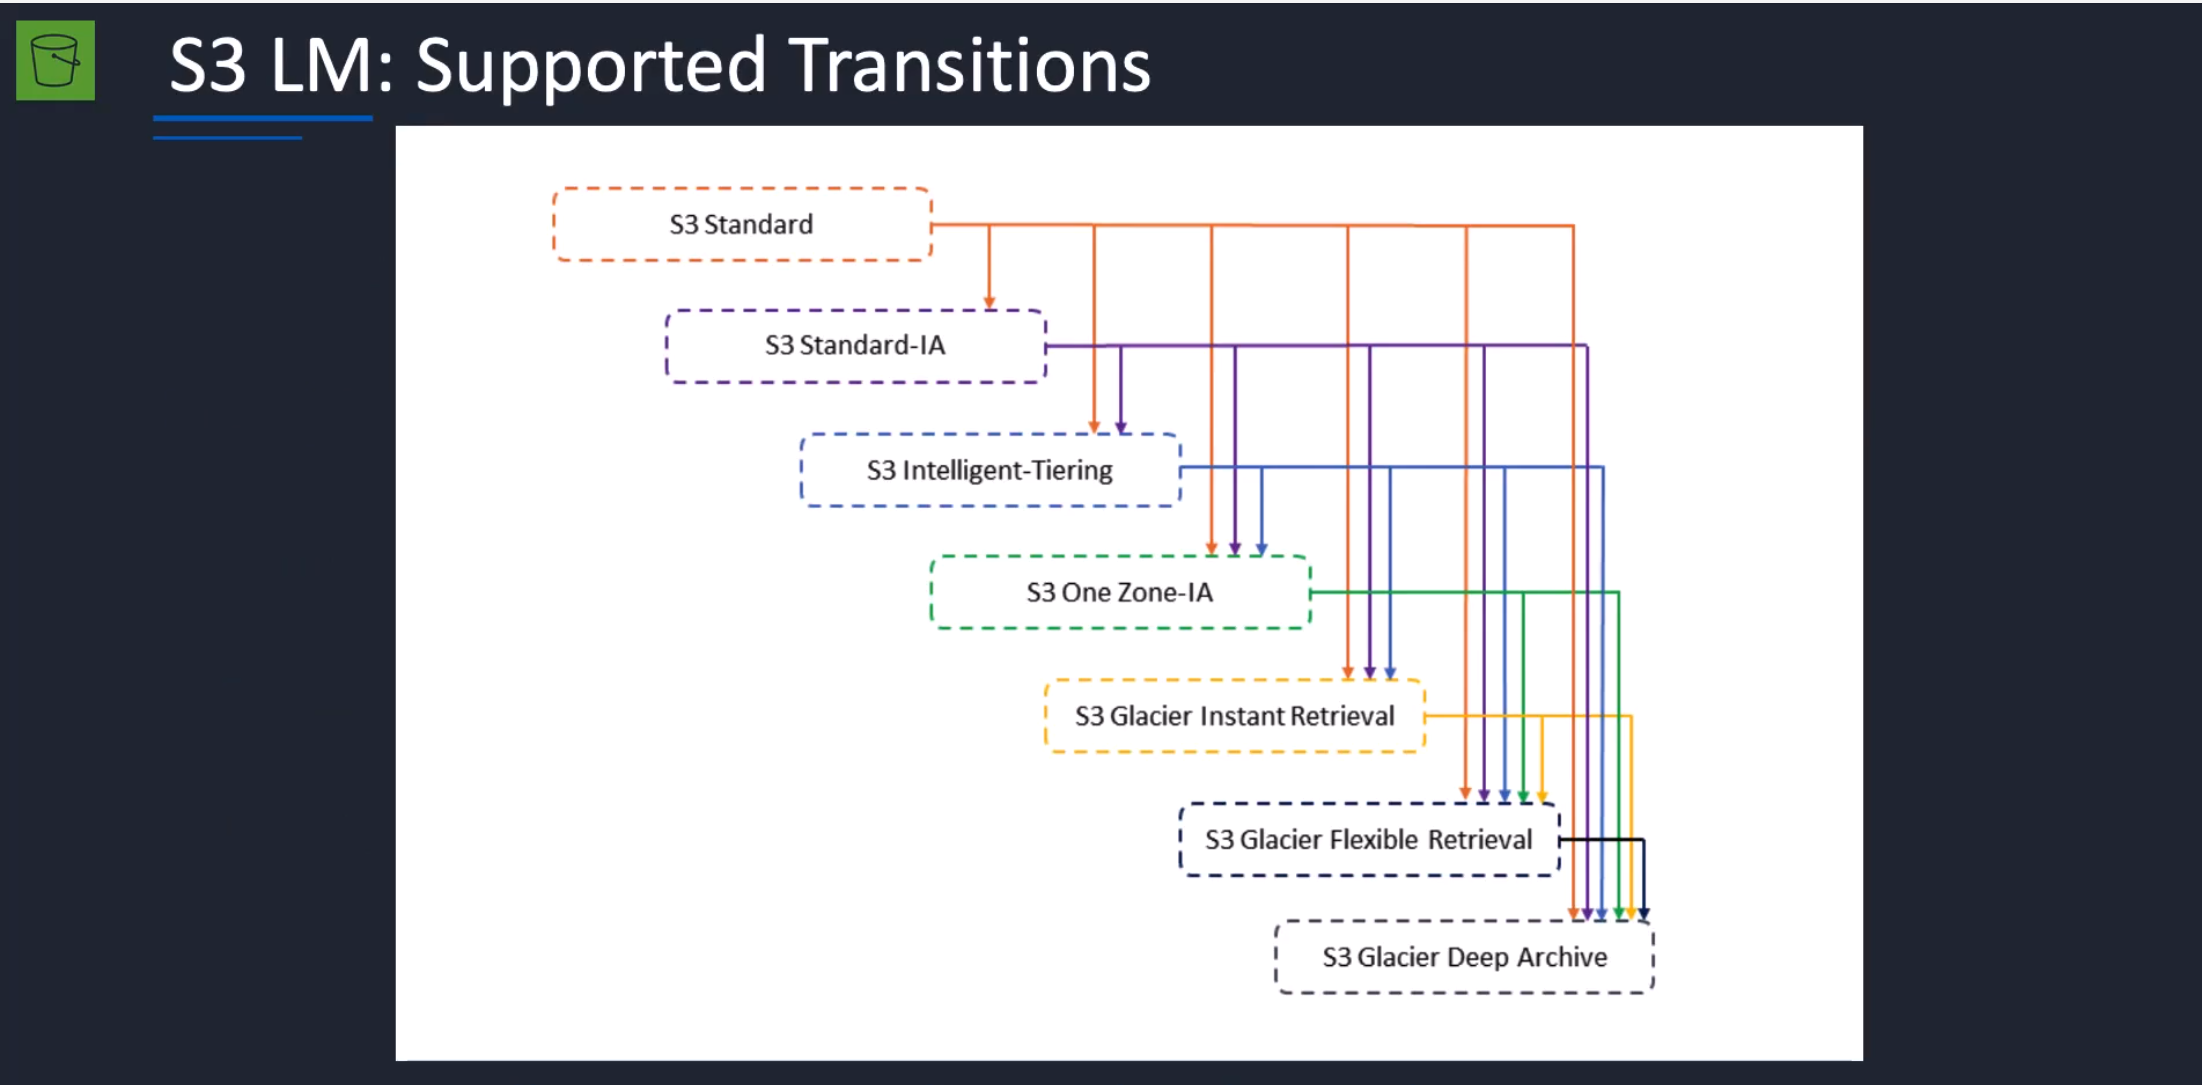 S3 LM: Supported Transitions
S3 Standard
S3 Standard-IA
S3 Intelligent-Tiering
S3 One Zone-IA
S3 Glacier Instant Retrieval
S3 Glacier Flexible Retrieval
S3 Glacier Deep Archive